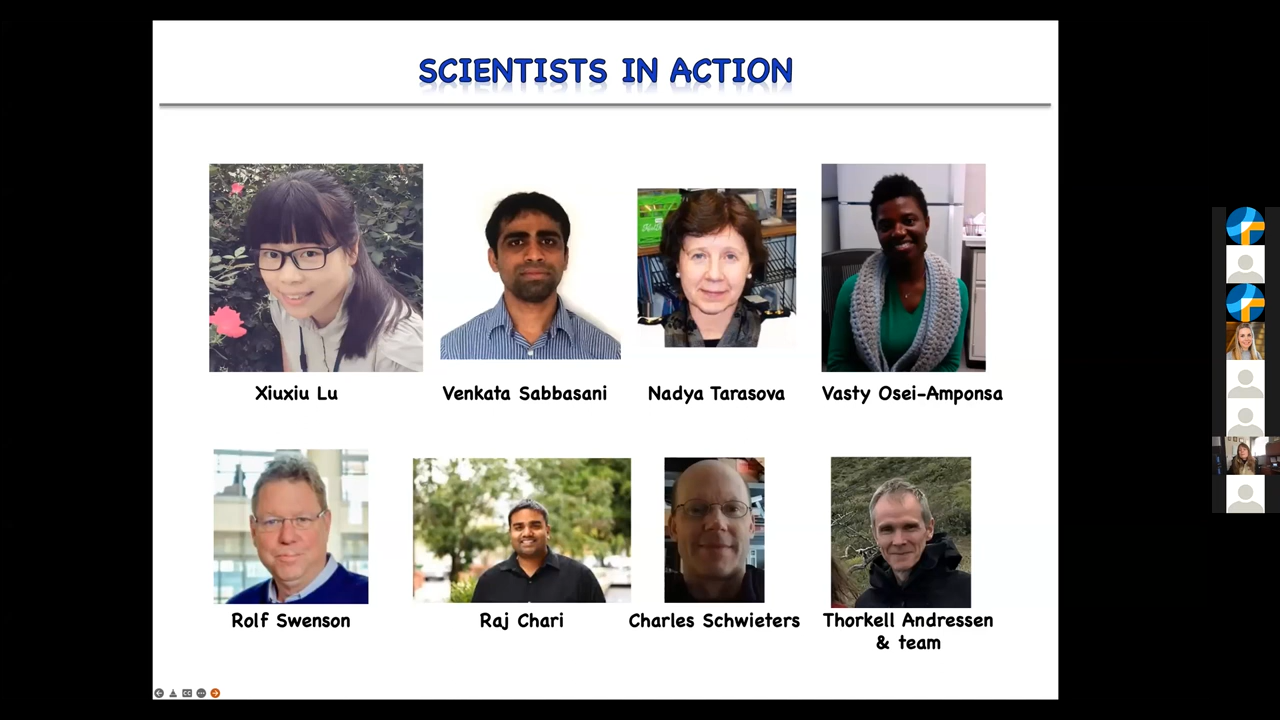 SCIENTISTS IN ACTION
Xiuxiu Lu
Venkata Sabbasani
Nadya Tarasova
Vasty Osei-Amponsa
Rolf Swenson
Raj Chari
Charles Schwieters
Thorkell Andressen
& team